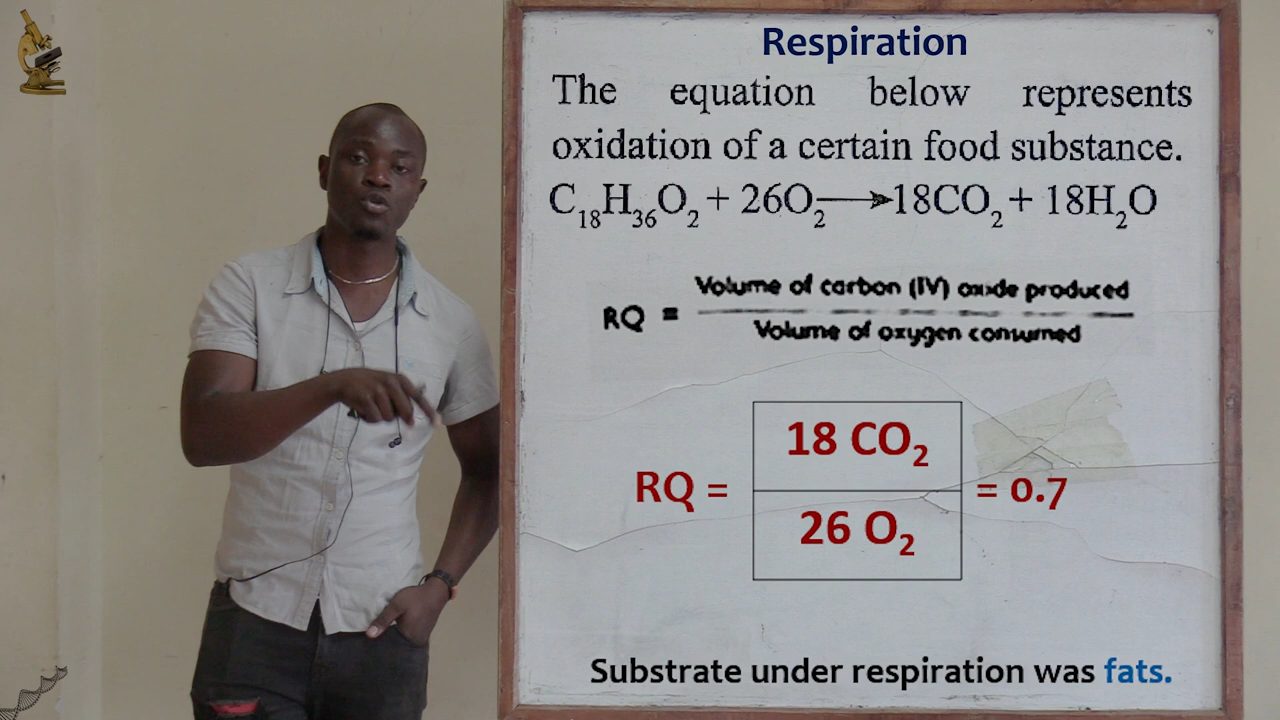 Respiration
The equation below represents
oxidation of a certain food substance.
C₁₈H₃₆O₂ + 26O₂ ⟶ 18CO₂ + 18H₂O
Volume of carbon (IV) oxide produced
RQ =
Volume of oxygen consumed
18 CO₂
RQ = = 0.7
26 O₂
Substrate under respiration was fats.